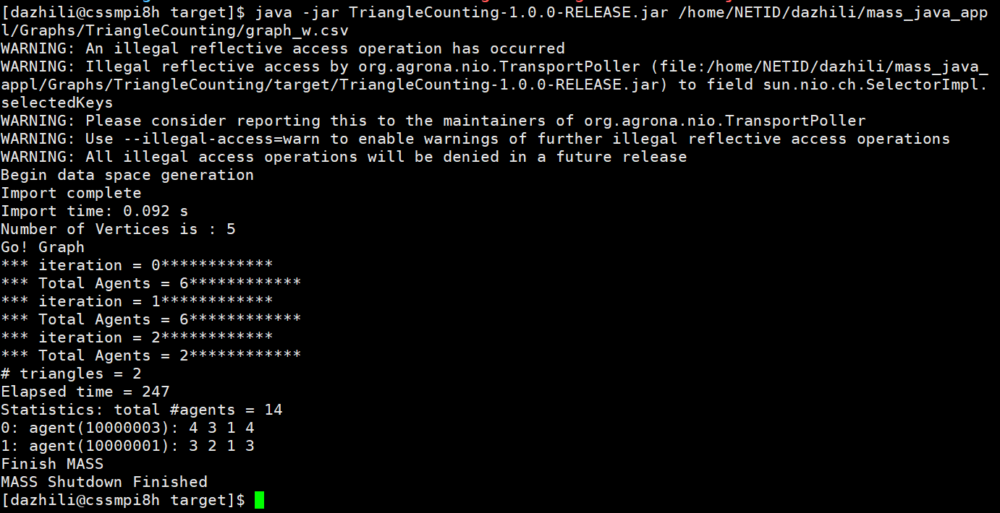 [dazhili@cssmpi8h target]$ java -jar TriangleCounting-1.0.0-RELEASE.jar /home/NETID/dazhili/mass_java_app
l/Graphs/TriangleCounting/graph_w.csv
WARNING: An illegal reflective access operation has occurred
WARNING: Illegal reflective access by org.agrona.nio.TransportPoller (file:/home/NETID/dazhili/mass_java_
appl/Graphs/TriangleCounting/target/TriangleCounting-1.0.0-RELEASE.jar) to field sun.nio.ch.SelectorImpl.
selectedKeys
WARNING: Please consider reporting this to the maintainers of org.agrona.nio.TransportPoller
WARNING: Use --illegal-access=warn to enable warnings of further illegal reflective access operations
WARNING: All illegal access operations will be denied in a future release
Begin data space generation
Import complete
Import time: 0.092 s
Number of Vertices is : 5
Go! Graph
*** iteration = 0************
*** Total Agents = 6************
*** iteration = 1************
*** Total Agents = 6************
*** iteration = 2************
*** Total Agents = 2************
# triangles = 2
Elapsed time = 247
Statistics: total #agents = 14
0: agent(10000003): 4 3 1 4
1: agent(10000001): 3 2 1 3
Finish MASS
MASS Shutdown Finished
[dazhili@cssmpi8h target]$